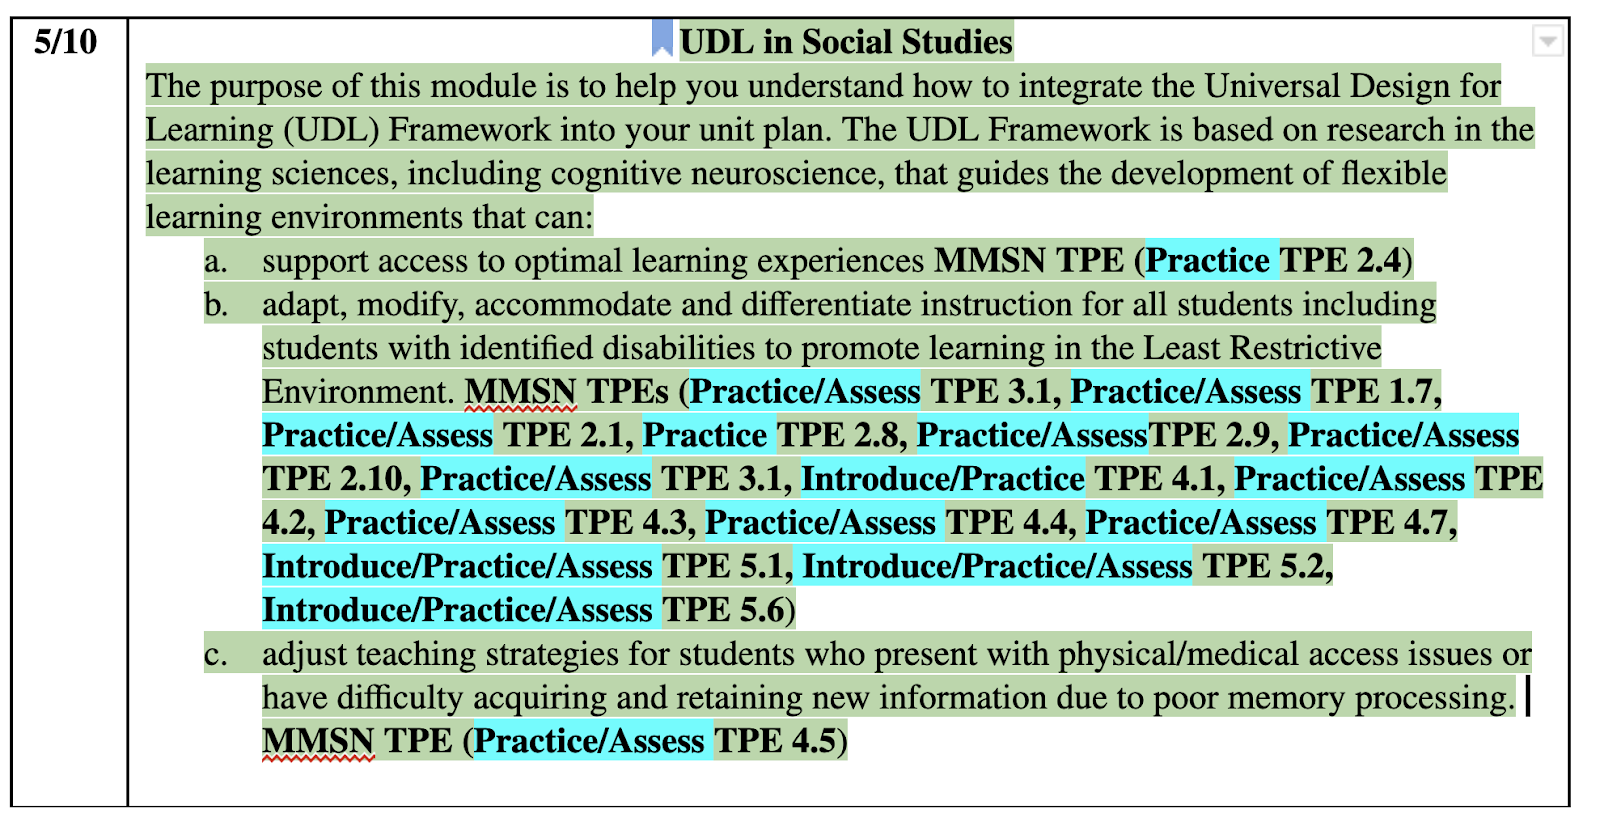 5/10
UDL in Social Studies
The purpose of this module is to help you understand how to integrate the Universal Design for
Learning (UDL) Framework into your unit plan. The UDL Framework is based on research in the
learning sciences, including cognitive neuroscience, that guides the development of flexible
learning environments that can:
a. support access to optimal learning experiences MMSN TPE (Practice TPE 2.4)
b. adapt, modify, accommodate and differentiate instruction for all students including
students with identified disabilities to promote learning in the Least Restrictive
Environment. MMSN TPEs (Practice/Assess TPE 3.1, Practice/Assess TPE 1.7,
Practice/Assess TPE 2.1, Practice TPE 2.8, Practice/AssessTPE 2.9, Practice/Assess
TPE 2.10, Practice/Assess TPE 3.1, Introduce/Practice TPE 4.1, Practice/Assess TPE
4.2, Practice/Assess TPE 4.3, Practice/Assess TPE 4.4, Practice/Assess TPE 4.7,
Introduce/Practice/Assess TPE 5.1, Introduce/Practice/Assess TPE 5.2,
Introduce/Practice/Assess TPE 5.6)
c. adjust teaching strategies for students who present with physical/medical access issues or
have difficulty acquiring and retaining new information due to poor memory processing.
MMSN TPE (Practice/Assess TPE 4.5)